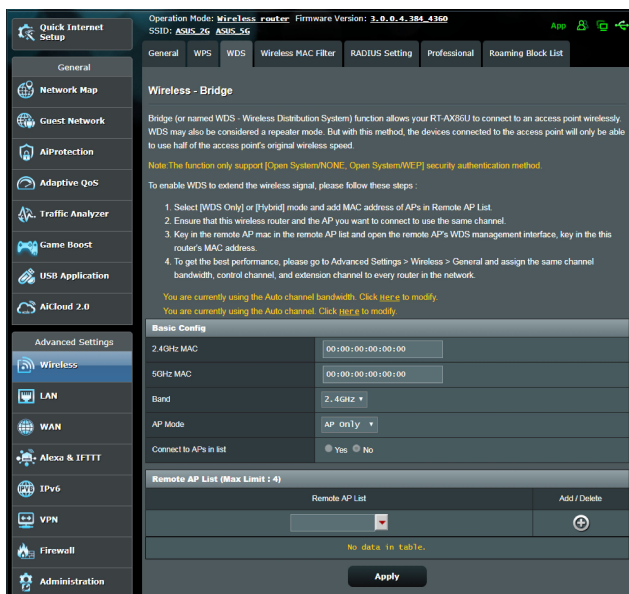 Quick Internet
Setup
General
Network Map
Guest Network
AiProtection
Adaptive QoS
Traffic Analyzer
Game Boost
USB Application
AiCloud 2.0
Advanced Settings
Wireless
LAN
WAN
Alexa & IFTTT
IPv6
VPN
Firewall
Administration
Operation Mode: Wireless router Firmware Version: 3.0.0.4.384_4360
SSID: ASUS_2G ASUS_5G
App
General WPS WDS Wireless MAC Filter RADIUS Setting Professional Roaming Block List
Wireless - Bridge
Bridge (or named WDS - Wireless Distribution System) function allows your RT-AX86U to connect to an access point wirelessly.
WDS may also be considered a repeater mode. But with this method, the devices connected to the access point will only be able
to use half of the access point's original wireless speed.
Note:The function only support [Open System/NONE, Open System/WEP] security authentication method.
To enable WDS to extend the wireless signal, please follow these steps :
1. Select [WDS Only] or [Hybrid] mode and add MAC address of APs in Remote AP List.
2. Ensure that this wireless router and the AP you want to connect to use the same channel.
3. Key in the remote AP mac in the remote AP list and open the remote AP's WDS management interface, key in the this
router's MAC address.
4. To get the best performance, please go to Advanced Settings > Wireless > General and assign the same channel
bandwidth, control channel, and extension channel to every router in the network.
You are currently using the Auto channel bandwidth. Click Here to modify.
You are currently using the Auto channel. Click Here to modify.
Basic Config
2.4GHz MAC 00:00:00:00:00:00
5GHz MAC 00:00:00:00:00:00
Band 2.4GHz
AP Mode AP Only
Connect to APs in list Yes No
Remote AP List (Max Limit : 4)
Remote AP List Add / Delete
No data in table.
Apply